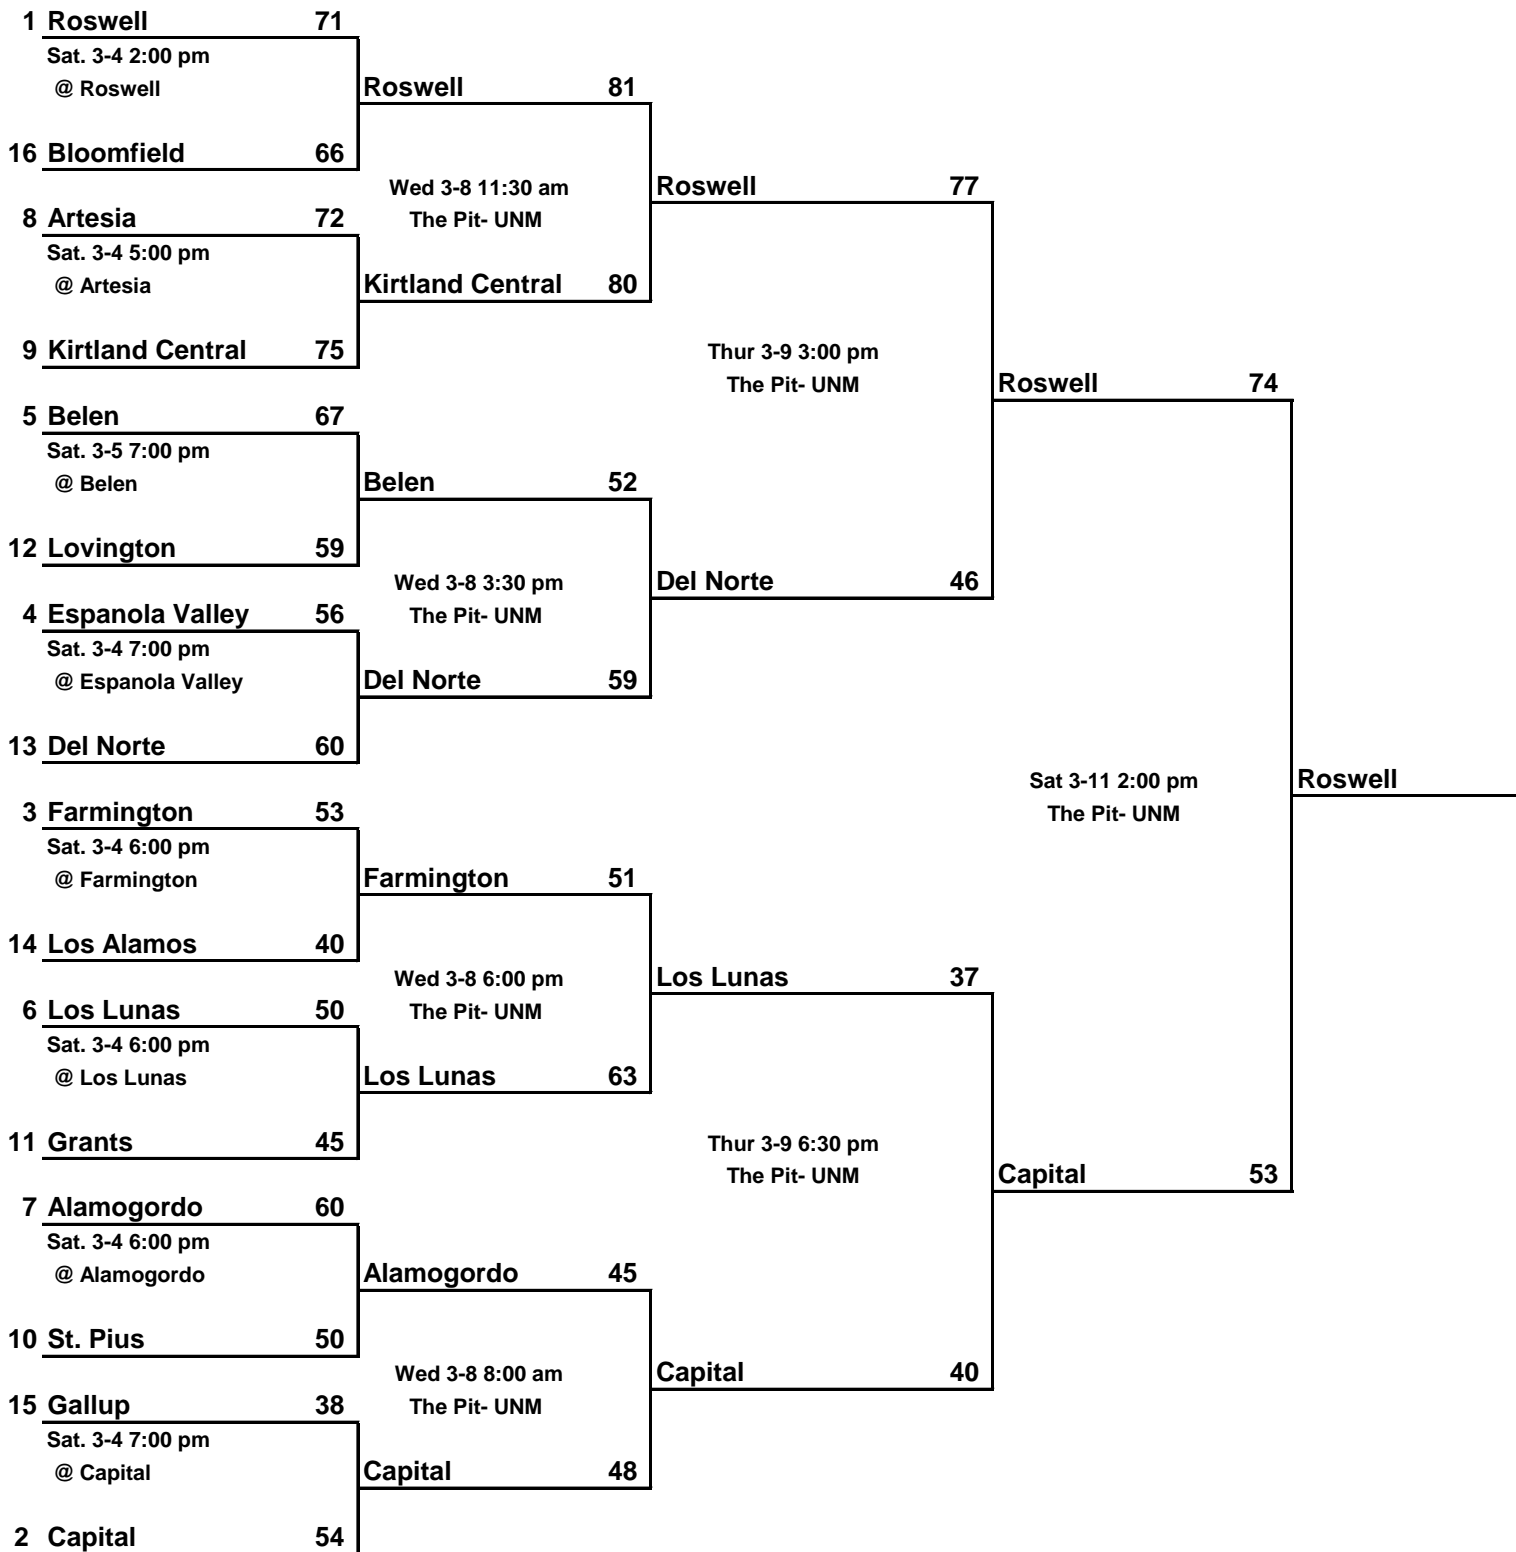 1 Roswell 71
Sat. 3-4 2:00 pm
@ Roswell
Roswell 81
16 Bloomfield 66
Wed 3-8 11:30 am
Roswell 77
The Pit- UNM
8 Artesia 72
Sat. 3-4 5:00 pm
@ Artesia
Kirtland Central 80
9 Kirtland Central 75
Thur 3-9 3:00 pm
The Pit- UNM
Roswell 74
5 Belen 67
Sat. 3-5 7:00 pm
@ Belen
Belen 52
12 Lovington 59
Wed 3-8 3:30 pm
Del Norte 46
The Pit- UNM
4 Espanola Valley 56
Sat. 3-4 7:00 pm
@ Espanola Valley
Del Norte 59
13 Del Norte 60
Sat 3-11 2:00 pm
Roswell
The Pit- UNM
3 Farmington 53
Sat. 3-4 6:00 pm
@ Farmington
Farmington 51
14 Los Alamos 40
Wed 3-8 6:00 pm
Los Lunas 37
The Pit- UNM
6 Los Lunas 50
Sat. 3-4 6:00 pm
@ Los Lunas
Los Lunas 63
11 Grants 45
Thur 3-9 6:30 pm
The Pit- UNM
Capital 53
7 Alamogordo 60
Sat. 3-4 6:00 pm
@ Alamogordo
Alamogordo 45
10 St. Pius 50
Wed 3-8 8:00 am
Capital 40
The Pit- UNM
15 Gallup 38
Sat. 3-4 7:00 pm
@ Capital
Capital 48
2 Capital 54